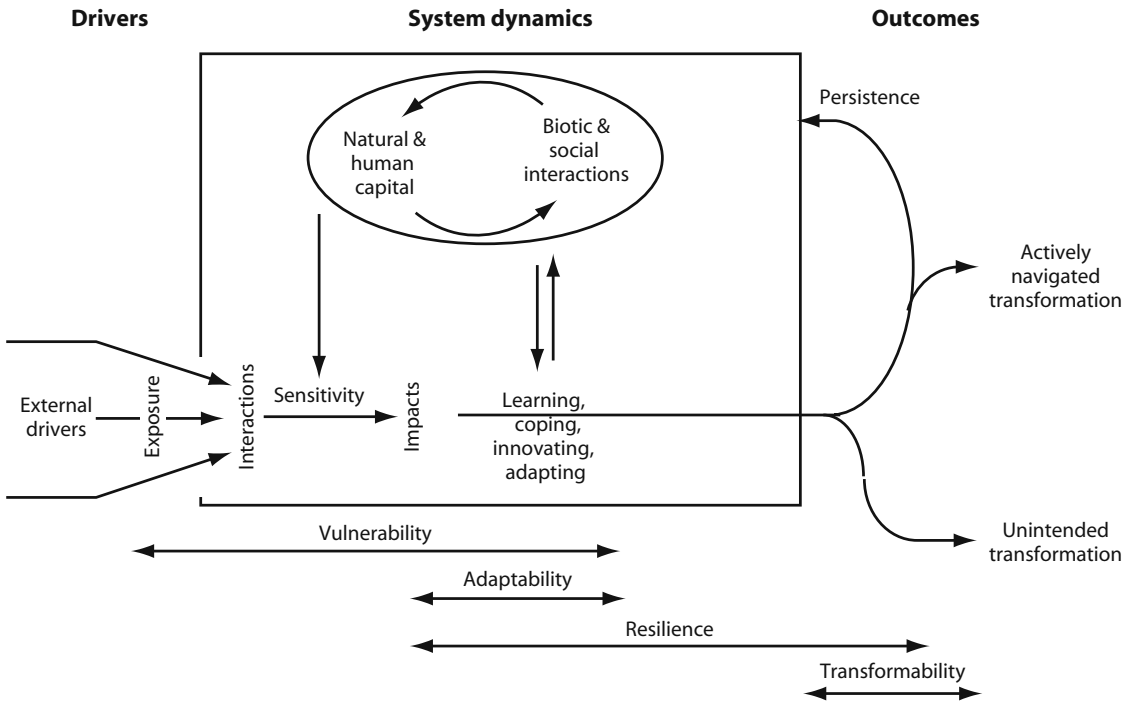 Drivers
System dynamics
Outcomes
Persistence
Natural &
human
capital
Biotic &
social
interactions
Actively
navigated
transformation
External
drivers
Exposure
Interactions
Sensitivity
Impacts
Learning,
coping,
innovating,
adapting
Unintended
transformation
Vulnerability
Adaptability
Resilience
Transformability